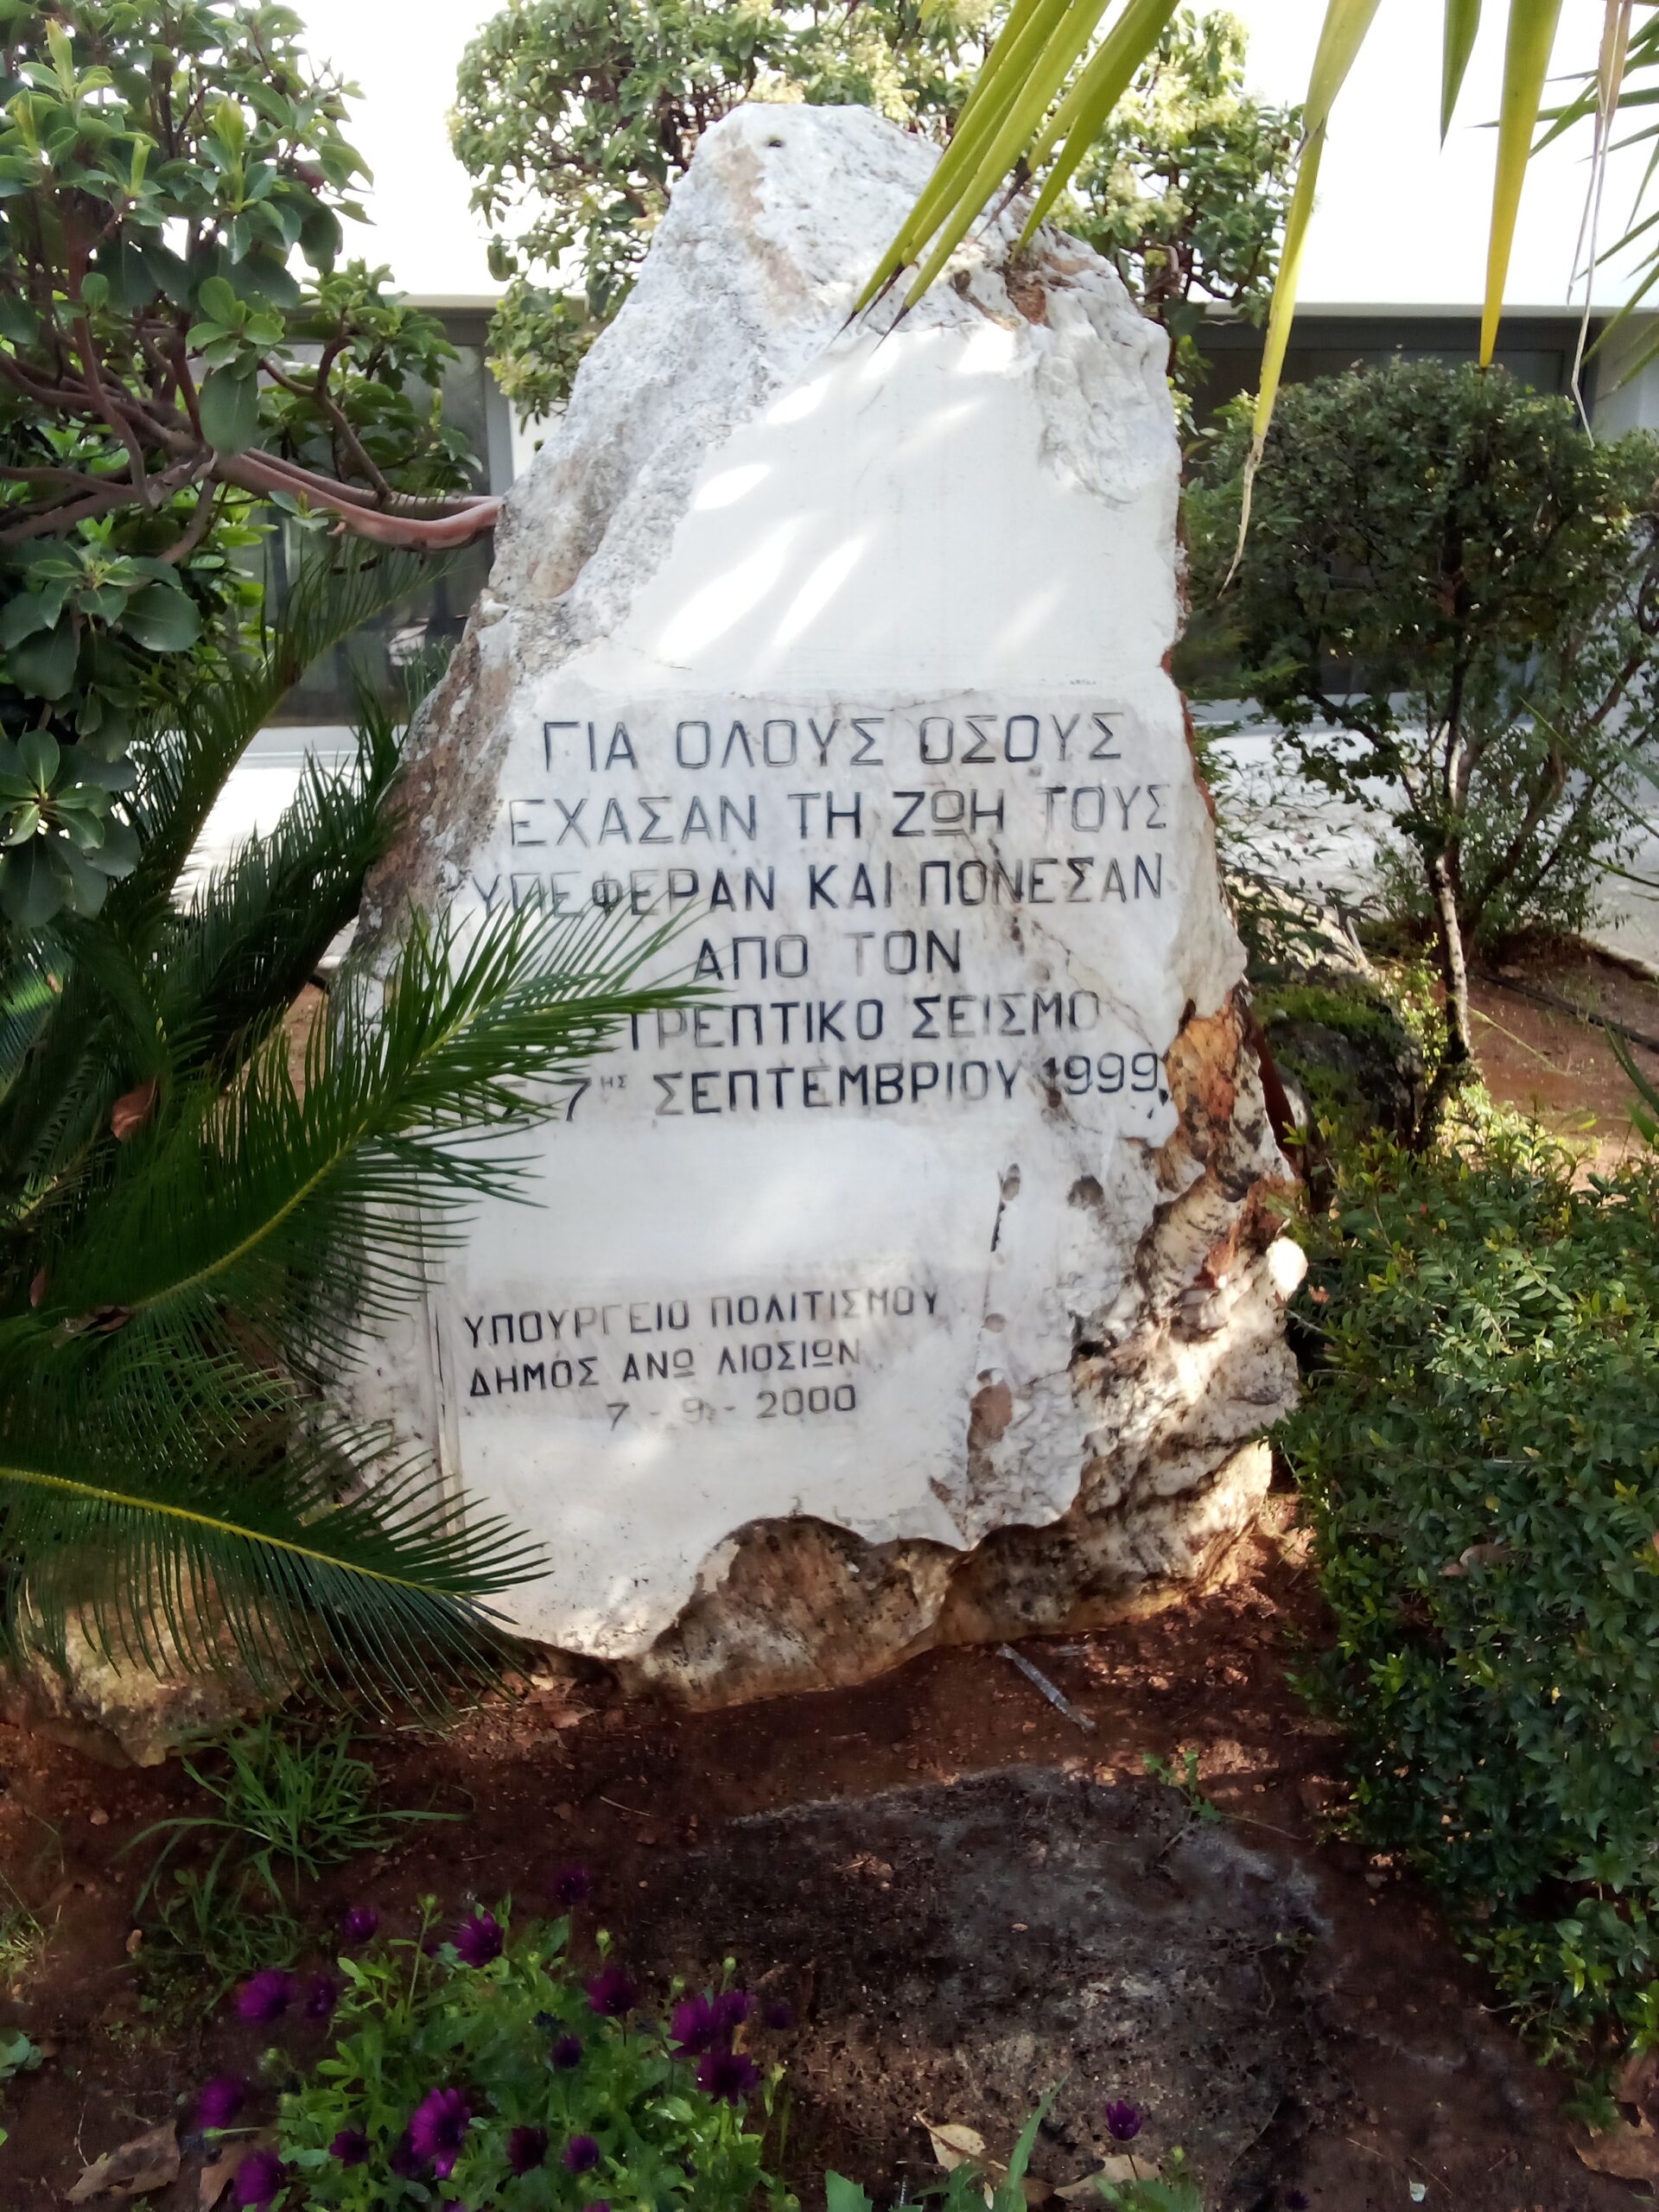 ΓΙΑ ΟΛΟΥΣ ΟΣΟΥΣ
ΕΧΑΣΑΝ ΤΗ ΖΩΗ ΤΟΥΣ
ΥΠΕΦΕΡΑΝ ΚΑΙ ΠΟΝΕΣΑΝ
ΑΠΟ ΤΟΝ
ΣΕΙΣΜΟ
7ΗΣ ΣΕΠΤΕΜΒΡΙΟΥ 1999
ΥΠΟΥΡΓΕΙΟ ΠΟΛΙΤΙΣΜΟΥ
ΔΗΜΟΣ ΑΝΩ ΛΙΟΣΙΩΝ
7 - 9 - 2000